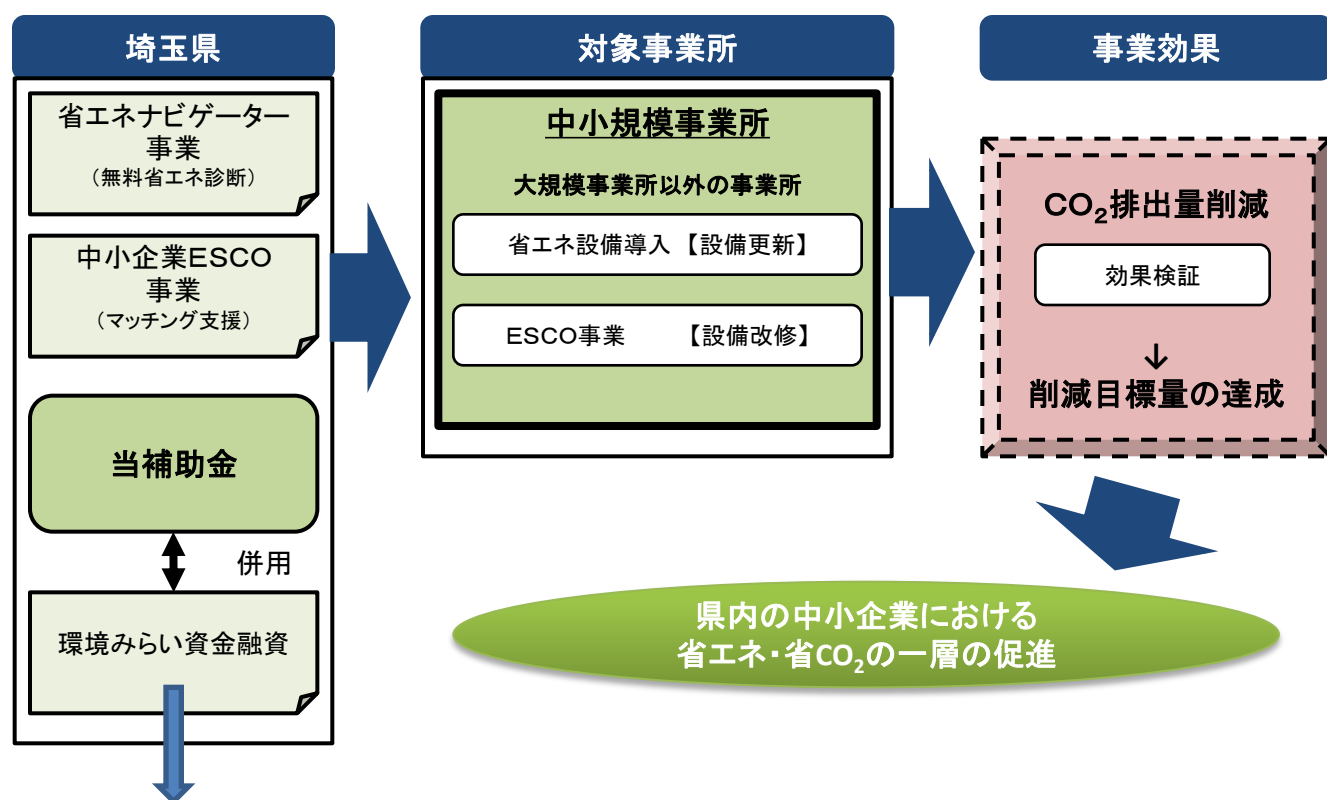 埼玉県
省エネナビゲーター
事業
(無料省エネ診断)
中小企業ESCO
事業
(マッチング支援)
当補助金
併用
環境みらい資金融資
対象事業所
中小規模事業所
大規模事業所以外の事業所
省エネ設備導入【設備更新】
ESCO事業 【設備改修】
事業効果
CO₂排出量削減
効果検証
↓
削減目標量の達成
県内の中小企業における
省エネ・省CO₂の一層の促進